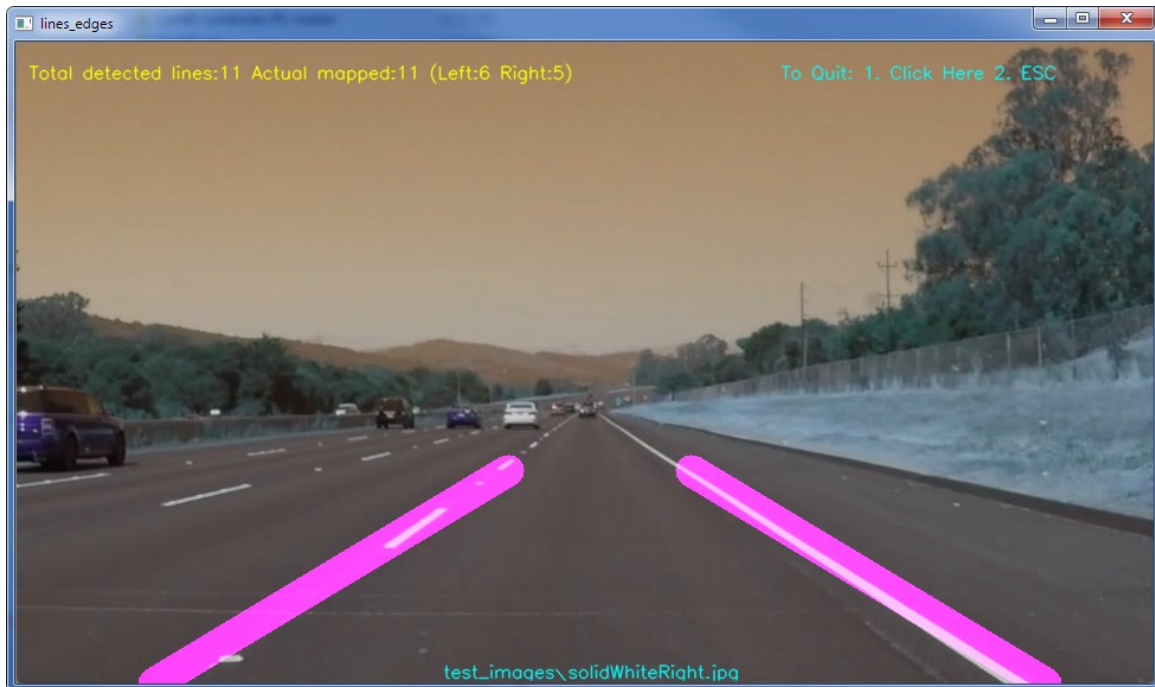 lines_edges
Total detected lines:11 Actual mapped:11 (Left:6 Right:5)
To Quit: 1. Click Here 2. ESC
test_images\solidWhiteRight.jpg